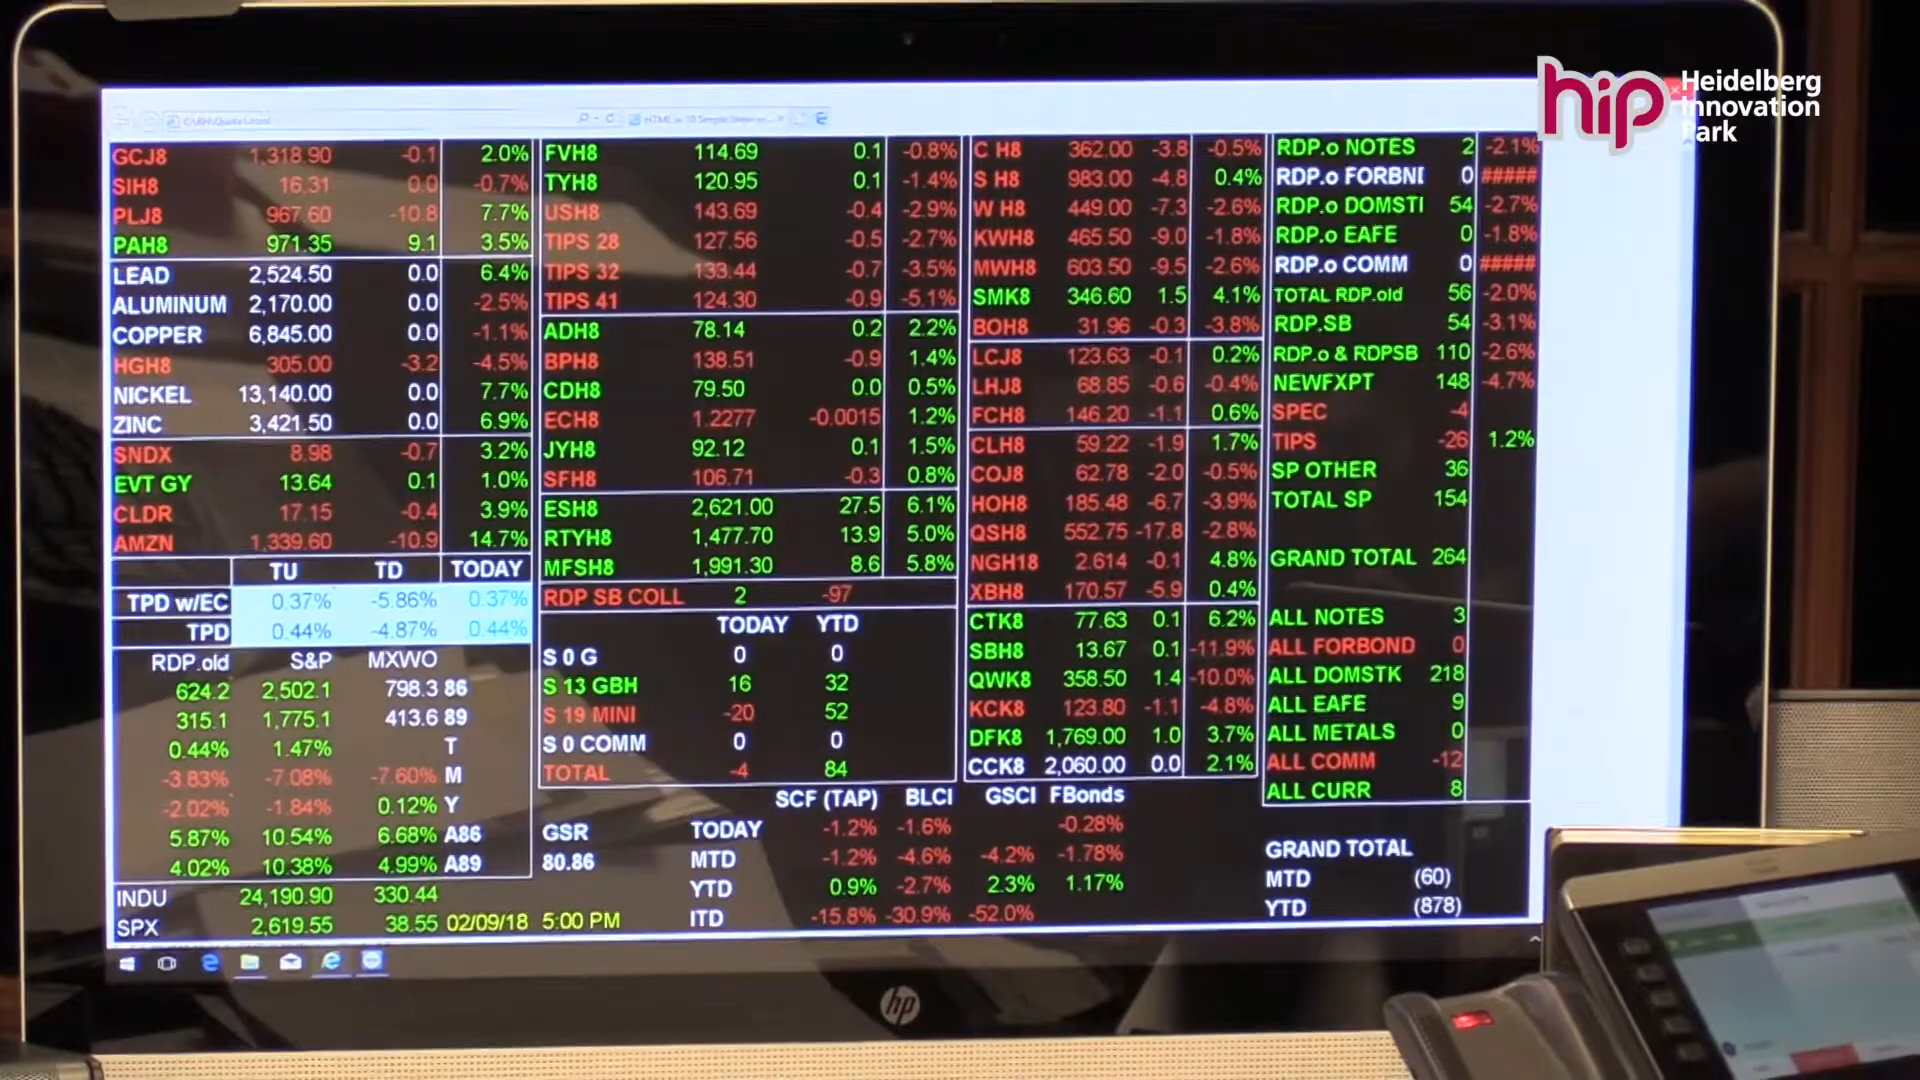 hip Heidelberg
Innovation
Park
GCJ8 1,318.90 -0.1 2.0%
SIH8 16.31 0.0 -0.7%
PLJ8 967.60 -10.8 7.7%
PAH8 971.35 9.1 3.5%
LEAD 2,524.50 0.0 6.4%
ALUMINUM 2,170.00 0.0 -2.5%
COPPER 6,845.00 0.0 -1.1%
HGH8 305.00 -3.2 -4.5%
NICKEL 13,140.00 0.0 7.7%
ZINC 3,421.50 0.0 6.9%
SNDX 8.98 -0.7 3.2%
EVT GY 13.64 0.1 1.0%
CLDR 17.15 -0.4 3.9%
AMZN 1,339.60 -10.9 14.7%
TU TD TODAY
TPD w/EC 0.37% -5.86% 0.37%
TPD 0.44% -4.87% 0.44%
RDP.old S&P MXWO
624.2 2,502.1 798.3 86
315.1 1,775.1 413.6 89
0.44% 1.47% T
-3.83% -7.08% -7.60% M
-2.02% -1.84% 0.12% Y
5.87% 10.54% 6.68% A86
4.02% 10.38% 4.99% A89
INDU 24,190.90 330.44
SPX 2,619.55 38.55 02/09/18 5:00 PM
FVH8 114.69 0.1 -0.8%
TYH8 120.95 0.1 -1.4%
USH8 143.69 -0.4 -2.9%
TIPS 28 127.56 -0.5 -2.7%
TIPS 32 133.44 -0.7 -3.5%
TIPS 41 124.30 -0.9 -5.1%
ADH8 78.14 0.2 2.2%
BPH8 138.51 -0.9 1.4%
CDH8 79.50 0.0 0.5%
ECH8 1.2277 -0.0015 1.2%
JYH8 92.12 0.1 1.5%
SFH8 106.71 -0.3 0.8%
ESH8 2,621.00 27.5 6.1%
RTYH8 1,477.70 13.9 5.0%
MFSH8 1,991.30 8.6 5.8%
RDP SB COLL 2 -97
TODAY YTD
S 0 G 0 0
S 13 GBH 16 32
S 19 MINI -20 52
S 0 COMM 0 0
TOTAL -4 84
SCF (TAP) BLCI GSCI FBonds
GSR TODAY -1.2% -1.6% -0.28%
80.86 MTD -1.2% -4.6% -4.2% -1.78%
YTD 0.9% -2.7% 2.3% 1.17%
ITD -15.8% -30.9% -52.0%
C H8 362.00 -3.8 -0.5%
S H8 983.00 -4.8 0.4%
W H8 449.00 -7.3 -2.6%
KWH8 465.50 -9.0 -1.8%
MWH8 603.50 -9.5 -2.6%
SMK8 346.60 1.5 4.1%
BOH8 31.96 -0.3 -3.8%
LCJ8 123.63 -0.1 0.2%
LHJ8 68.85 -0.6 -0.4%
FCH8 146.20 -1.1 0.6%
CLH8 59.22 -1.9 1.7%
COJ8 62.78 -2.0 -0.5%
HOH8 185.48 -6.7 -3.9%
QSH8 552.75 -17.8 -2.8%
NGH18 2.614 -0.1 4.8%
XBH8 170.57 -5.9 0.4%
CTK8 77.63 0.1 6.2%
SBH8 13.67 0.1 -11.9%
QWK8 358.50 1.4 -10.0%
KCK8 123.80 -1.1 -4.8%
DFK8 1,769.00 1.0 3.7%
CCK8 2,060.00 0.0 2.1%
RDP.o NOTES 2 -2.1%
RDP.o FORBNI 0 #####
RDP.o DOMSTI 54 -2.7%
RDP.o EAFE 0 -1.8%
RDP.o COMM 0 #####
TOTAL RDP.old 56 -2.0%
RDP.SB 54 -3.1%
RDP.o & RDPSB 110 -2.6%
NEWFXPT 148 -4.7%
SPEC -4
TIPS -26 1.2%
SP OTHER 36
TOTAL SP 154
GRAND TOTAL 264
ALL NOTES 3
ALL FORBOND 0
ALL DOMSTK 218
ALL EAFE 9
ALL METALS 0
ALL COMM -12
ALL CURR 8
GRAND TOTAL
MTD (60)
YTD (878)
hp